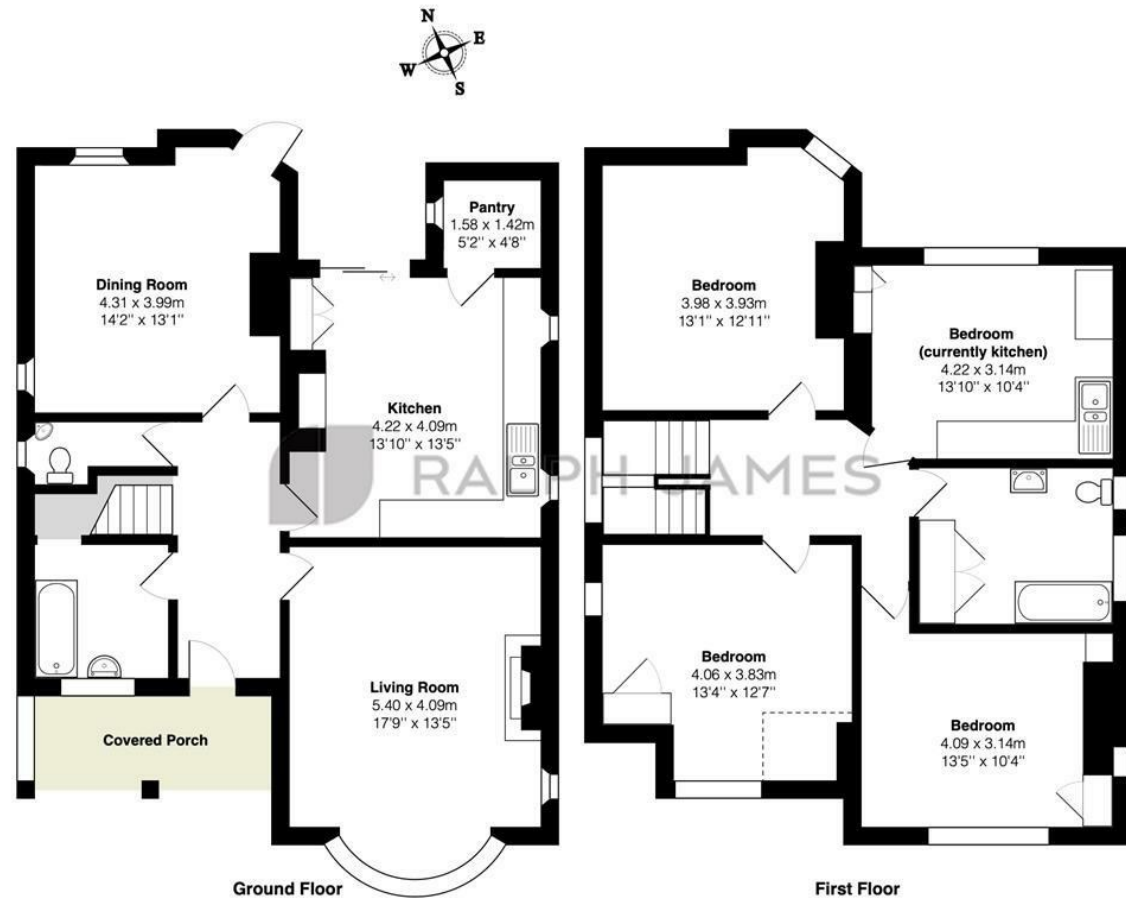 N
E
W
S
Dining Room
4.31 x 3.99m
14'2'' x 13'1''
Pantry
1.58 x 1.42m
5'2'' x 4'8''
Kitchen
4.22 x 4.09m
13'10'' x 13'5''
Living Room
5.40 x 4.09m
17'9'' x 13'5''
Covered Porch
Ground Floor
Bedroom
3.98 x 3.93m
13'1'' x 12'11''
Bedroom
(currently kitchen)
4.22 x 3.14m
13'10'' x 10'4''
Bedroom
4.06 x 3.83m
13'4'' x 12'7''
Bedroom
4.09 x 3.14m
13'5'' x 10'4''
First Floor
RALPH JAMES